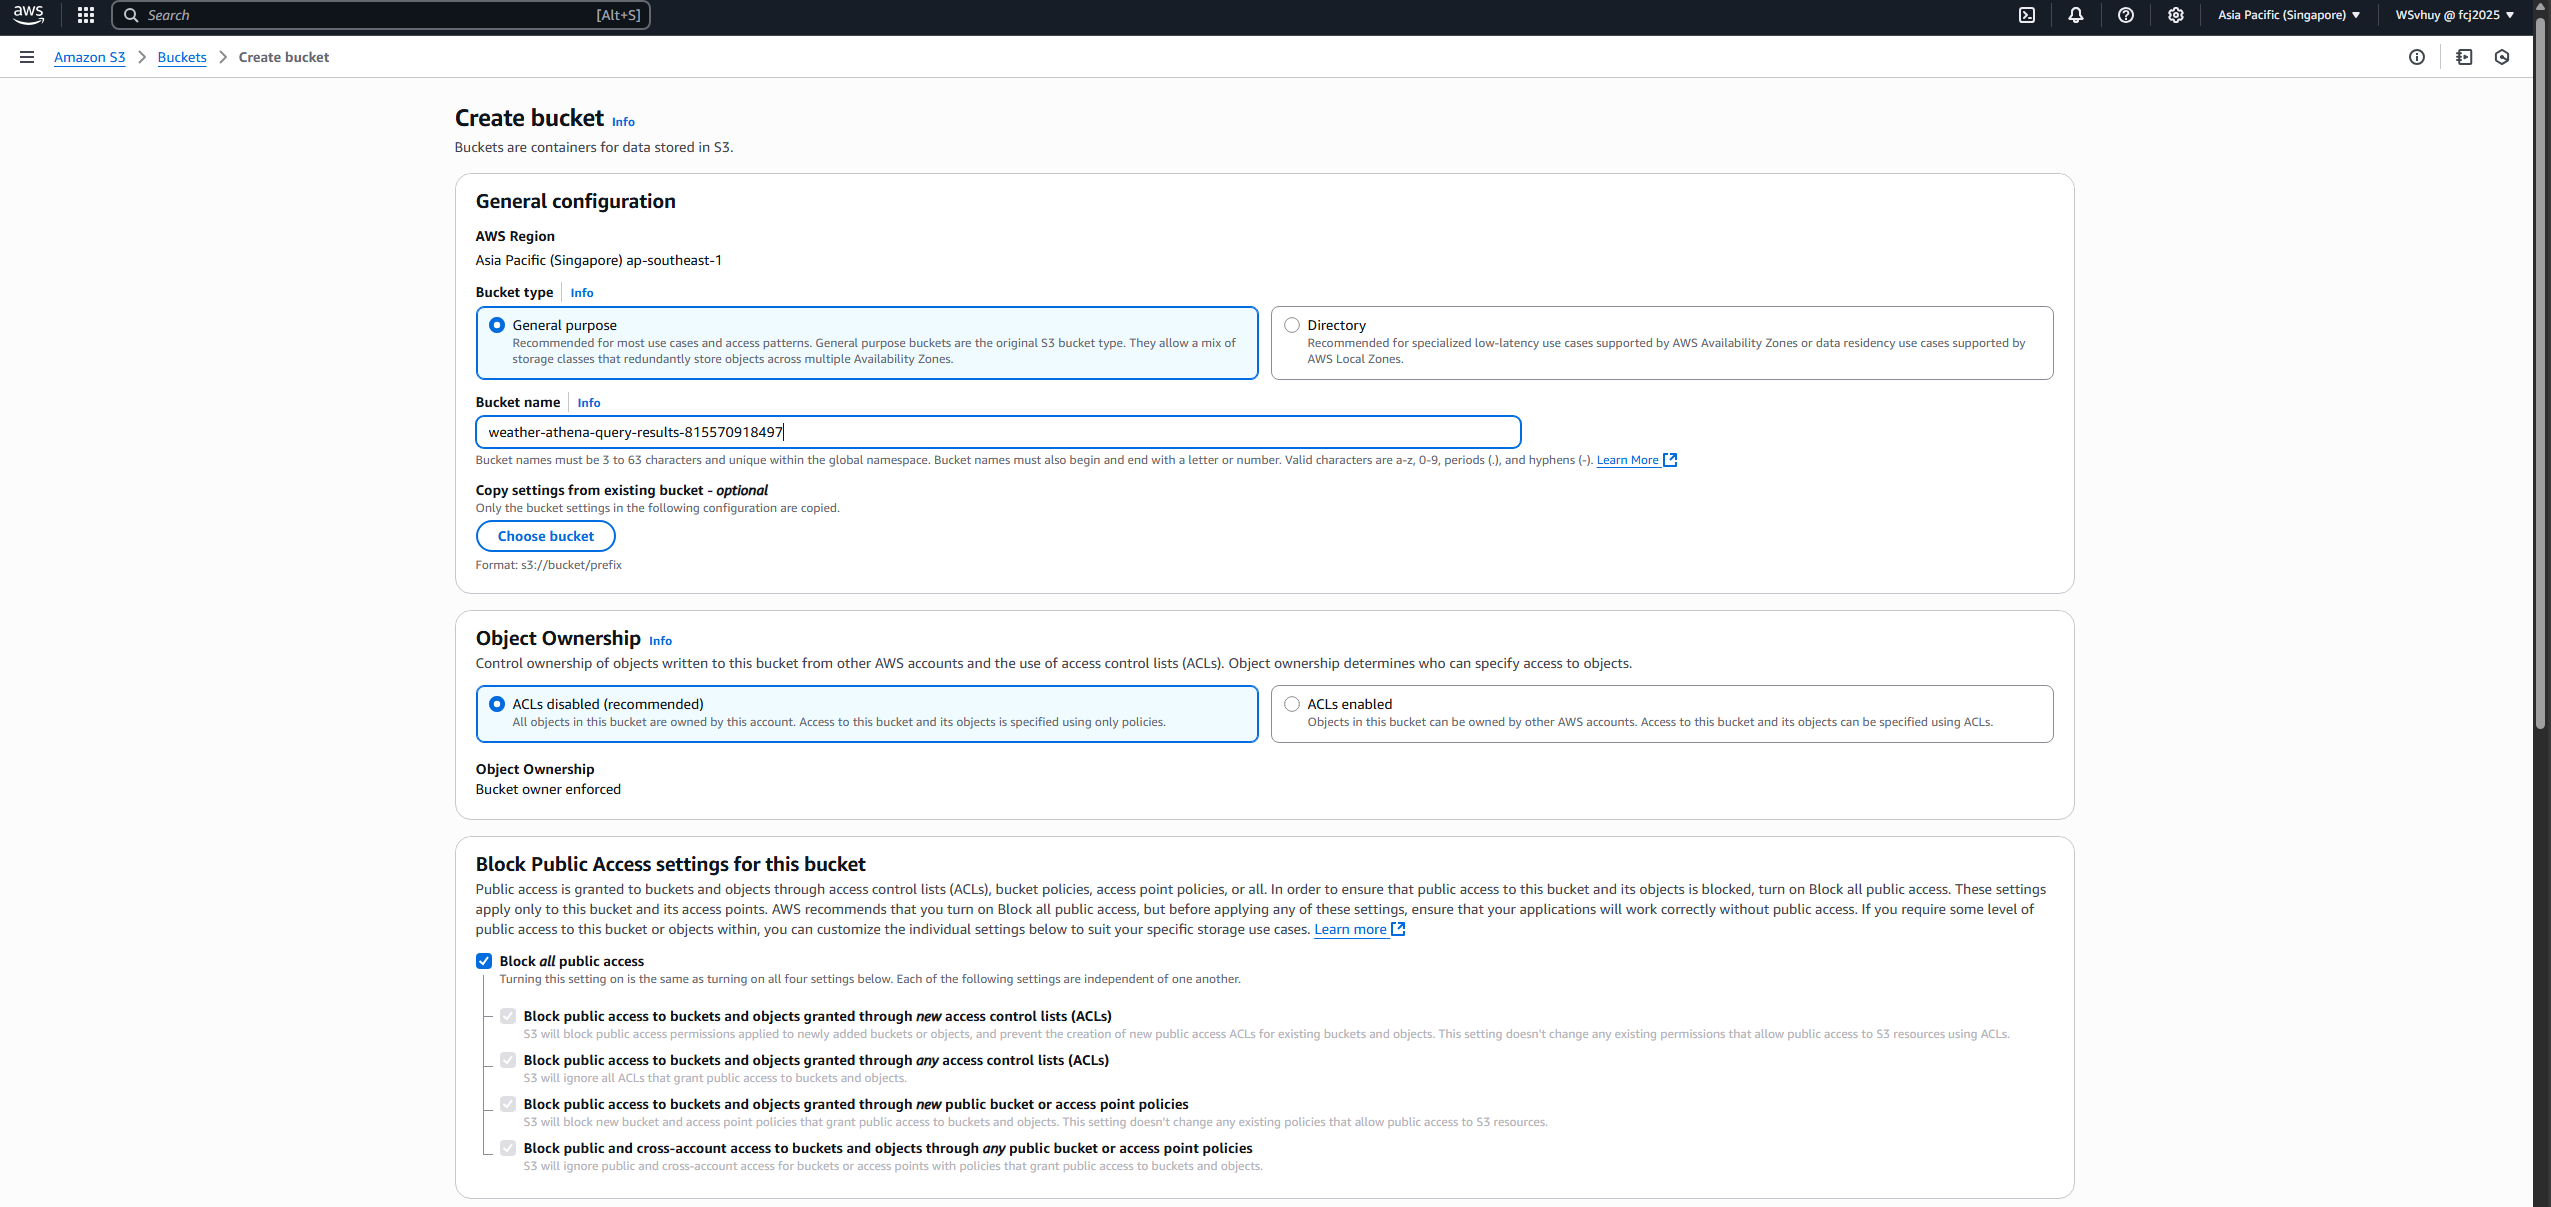 aws
Search [Alt+S]
Asia Pacific (Singapore) WSvhuy @ fcj2025
Amazon S3 Buckets Create bucket
Create bucket Info
Buckets are containers for data stored in S3.
General configuration
AWS Region
Asia Pacific (Singapore) ap-southeast-1
Bucket type Info
General purpose
Recommended for most use cases and access patterns. General purpose buckets are the original S3 bucket type. They allow a mix of
storage classes that redundantly store objects across multiple Availability Zones.
Directory
Recommended for specialized low-latency use cases supported by AWS Availability Zones or data residency use cases supported by
AWS Local Zones.
Bucket name Info
weather-athena-query-results-815570918497
Bucket names must be 3 to 63 characters and unique within the global namespace. Bucket names must also begin and end with a letter or number. Valid characters are a-z, 0-9, periods (.), and hyphens (-). Learn More
Copy settings from existing bucket - optional
Only the bucket settings in the following configuration are copied.
Choose bucket
Format: s3://bucket/prefix
Object Ownership Info
Control ownership of objects written to this bucket from other AWS accounts and the use of access control lists (ACLs). Object ownership determines who can specify access to objects.
ACLs disabled (recommended)
All objects in this bucket are owned by this account. Access to this bucket and its objects is specified using only policies.
ACLs enabled
Objects in this bucket can be owned by other AWS accounts. Access to this bucket and its objects can be specified using ACLs.
Object Ownership
Bucket owner enforced
Block Public Access settings for this bucket
Public access is granted to buckets and objects through access control lists (ACLs), bucket policies, access point policies, or all. In order to ensure that public access to this bucket and its objects is blocked, turn on Block all public access. These settings
apply only to this bucket and its access points. AWS recommends that you turn on Block all public access, but before applying any of these settings, ensure that your applications will work correctly without public access. If you require some level of
public access to this bucket or objects within, you can customize the individual settings below to suit your specific storage use cases. Learn more
Block all public access
Turning this setting on is the same as turning on all four settings below. Each of the following settings are independent of one another.
Block public access to buckets and objects granted through new access control lists (ACLs)
S3 will block public access permissions applied to newly added buckets or objects, and prevent the creation of new public access ACLs for existing buckets and objects. This setting doesn't change any existing permissions that allow public access to S3 resources using ACLs.
Block public access to buckets and objects granted through any access control lists (ACLs)
S3 will ignore all ACLs that grant public access to buckets and objects.
Block public access to buckets and objects granted through new public bucket or access point policies
S3 will block new bucket and access point policies that grant public access to buckets and objects. This setting doesn't change any existing policies that allow public access to S3 resources.
Block public and cross-account access to buckets and objects through any public bucket or access point policies
S3 will ignore public and cross-account access for buckets or access points with policies that grant public access to buckets and objects.